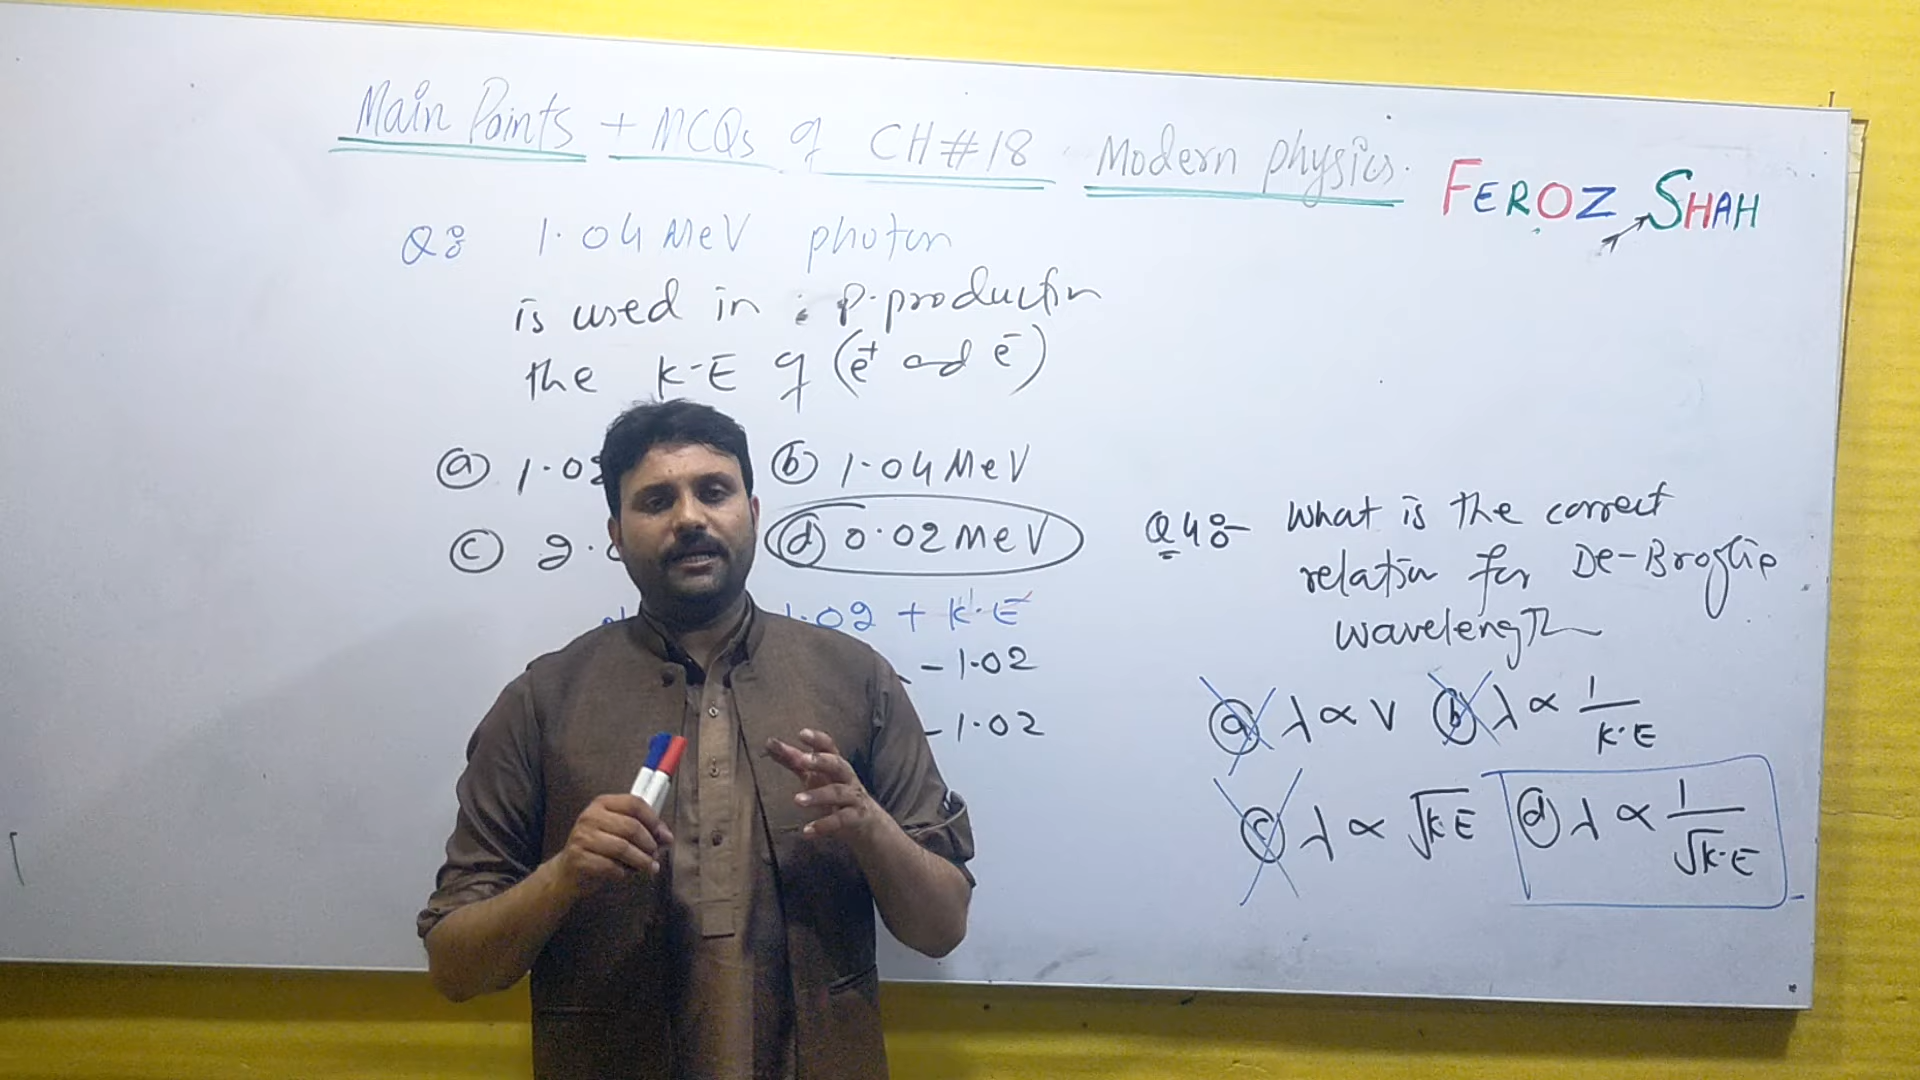 Main Points + MCQs of CH#18 Modern physics.
FEROZ SHAH
Q: 1.04 MeV photon
is used in P-production
the K-E of (e⁺ and e⁻)
(a) 1.0
(b) 1.04 MeV
(c) 2.
(d) 0.02 MeV
1.02 + K.E
- 1.02
- 1.02
Q4:- What is the correct
relation for De-Broglie
wavelength
(a) λ ∝ V (b) λ ∝ 1/K.E
(c) λ ∝ √K.E (d) λ ∝ 1/√K.E